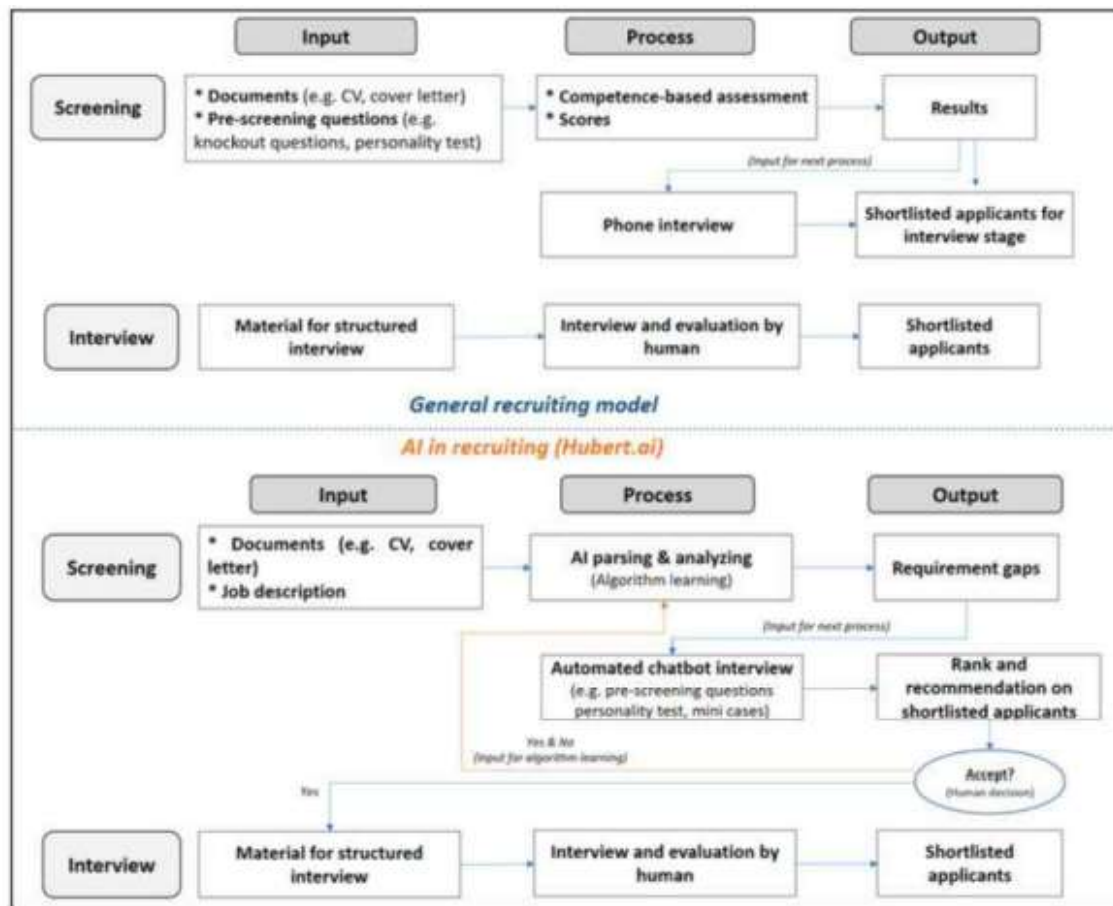 Input
Process
Output
Screening
* Documents (e.g. CV, cover letter)
* Pre-screening questions (e.g.
knockout questions, personality test)
* Competence-based assessment
* Scores
Results
(Input for next process)
Phone interview
Shortlisted applicants for
interview stage
Interview
Material for structured
interview
Interview and evaluation by
human
Shortlisted
applicants
General recruiting model
AI in recruiting (Hubert.ai)
Input
Process
Output
Screening
* Documents (e.g. CV, cover
letter)
* Job description
AI parsing & analyzing
(Algorithm learning)
Requirement gaps
(Input for next process)
Automated chatbot interview
(e.g. pre-screening questions
personality test, mini cases)
Rank and
recommendation on
shortlisted applicants
Yes & No
(Input for algorithm learning)
Accept?
(Human decision)
Yes
Interview
Material for structured
interview
Interview and evaluation by
human
Shortlisted
applicants